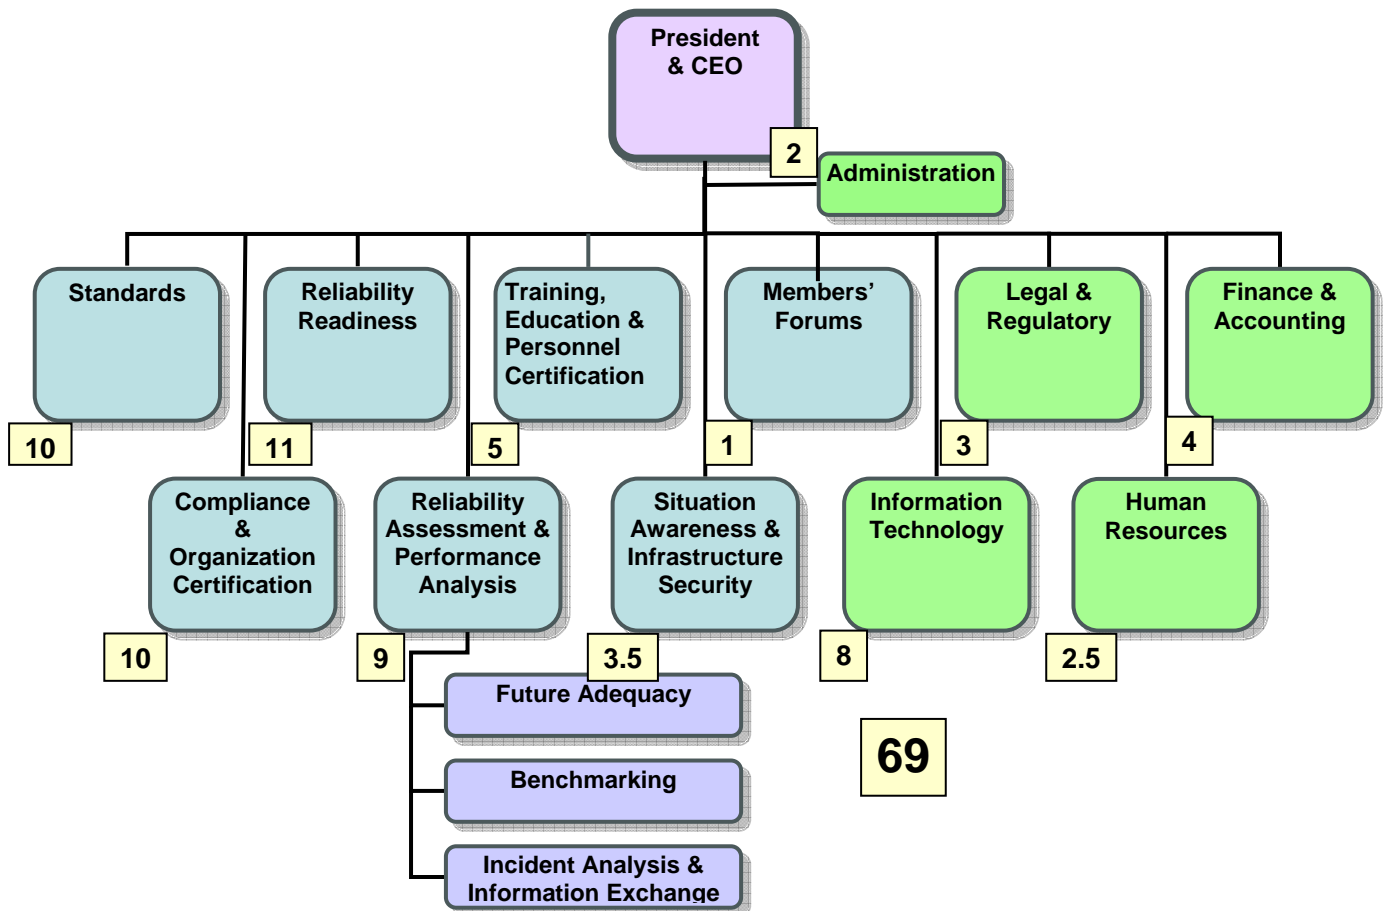 President
& CEO
2
Administration
Standards
10
Reliability
Readiness
11
Training,
Education &
Personnel
Certification
5
Members’
Forums
1
Legal &
Regulatory
3
Finance &
Accounting
4
Compliance
&
Organization
Certification
10
Reliability
Assessment &
Performance
Analysis
9
Situation
Awareness &
Infrastructure
Security
3.5
Information
Technology
8
Human
Resources
2.5
Future Adequacy
Benchmarking
Incident Analysis &
Information Exchange
69